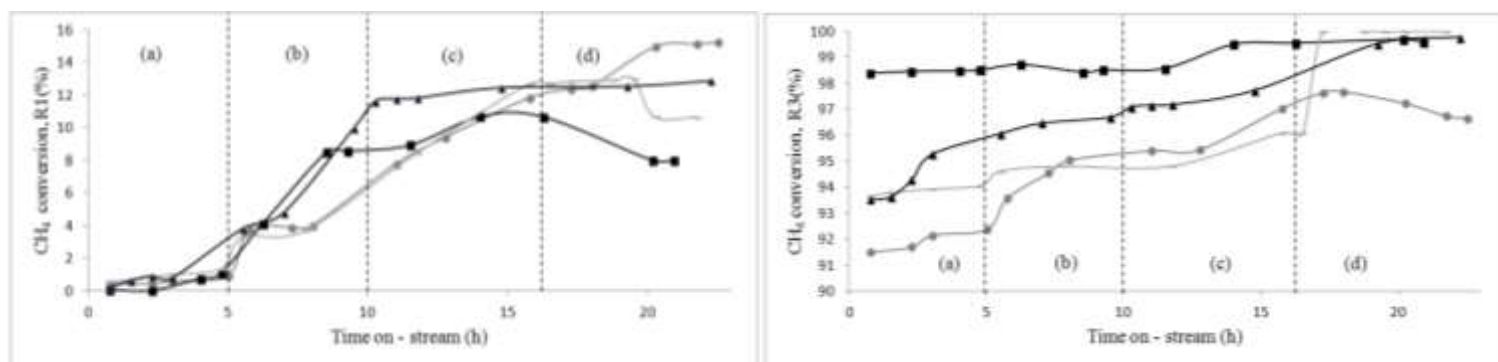 CH₄ conversion, R1(%)
16
14
12
10
8
6
4
2
0
(a)
(b)
(c)
(d)
0
5
10
15
20
Time on - stream (h)
CH₄ conversion, R3(%)
100
99
98
97
96
95
94
93
92
91
90
(a)
(b)
(c)
(d)
0
5
10
15
20
Time on - stream (h)